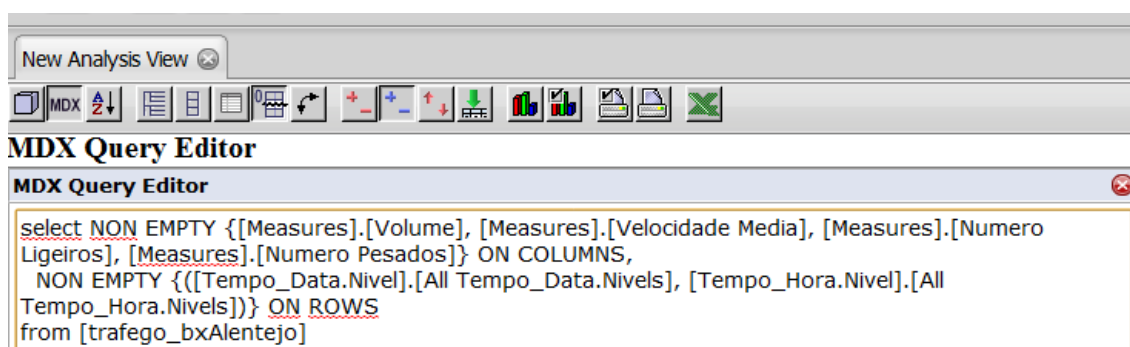 New Analysis View
MDX
MDX Query Editor
MDX Query Editor
select NON EMPTY {[Measures].[Volume], [Measures].[Velocidade Media], [Measures].[Numero
Ligeiros], [Measures].[Numero Pesados]} ON COLUMNS,
NON EMPTY {([Tempo_Data.Nivel].[All Tempo_Data.Nivels], [Tempo_Hora.Nivel].[All
Tempo_Hora.Nivels])} ON ROWS
from [trafego_bxAlentejo]